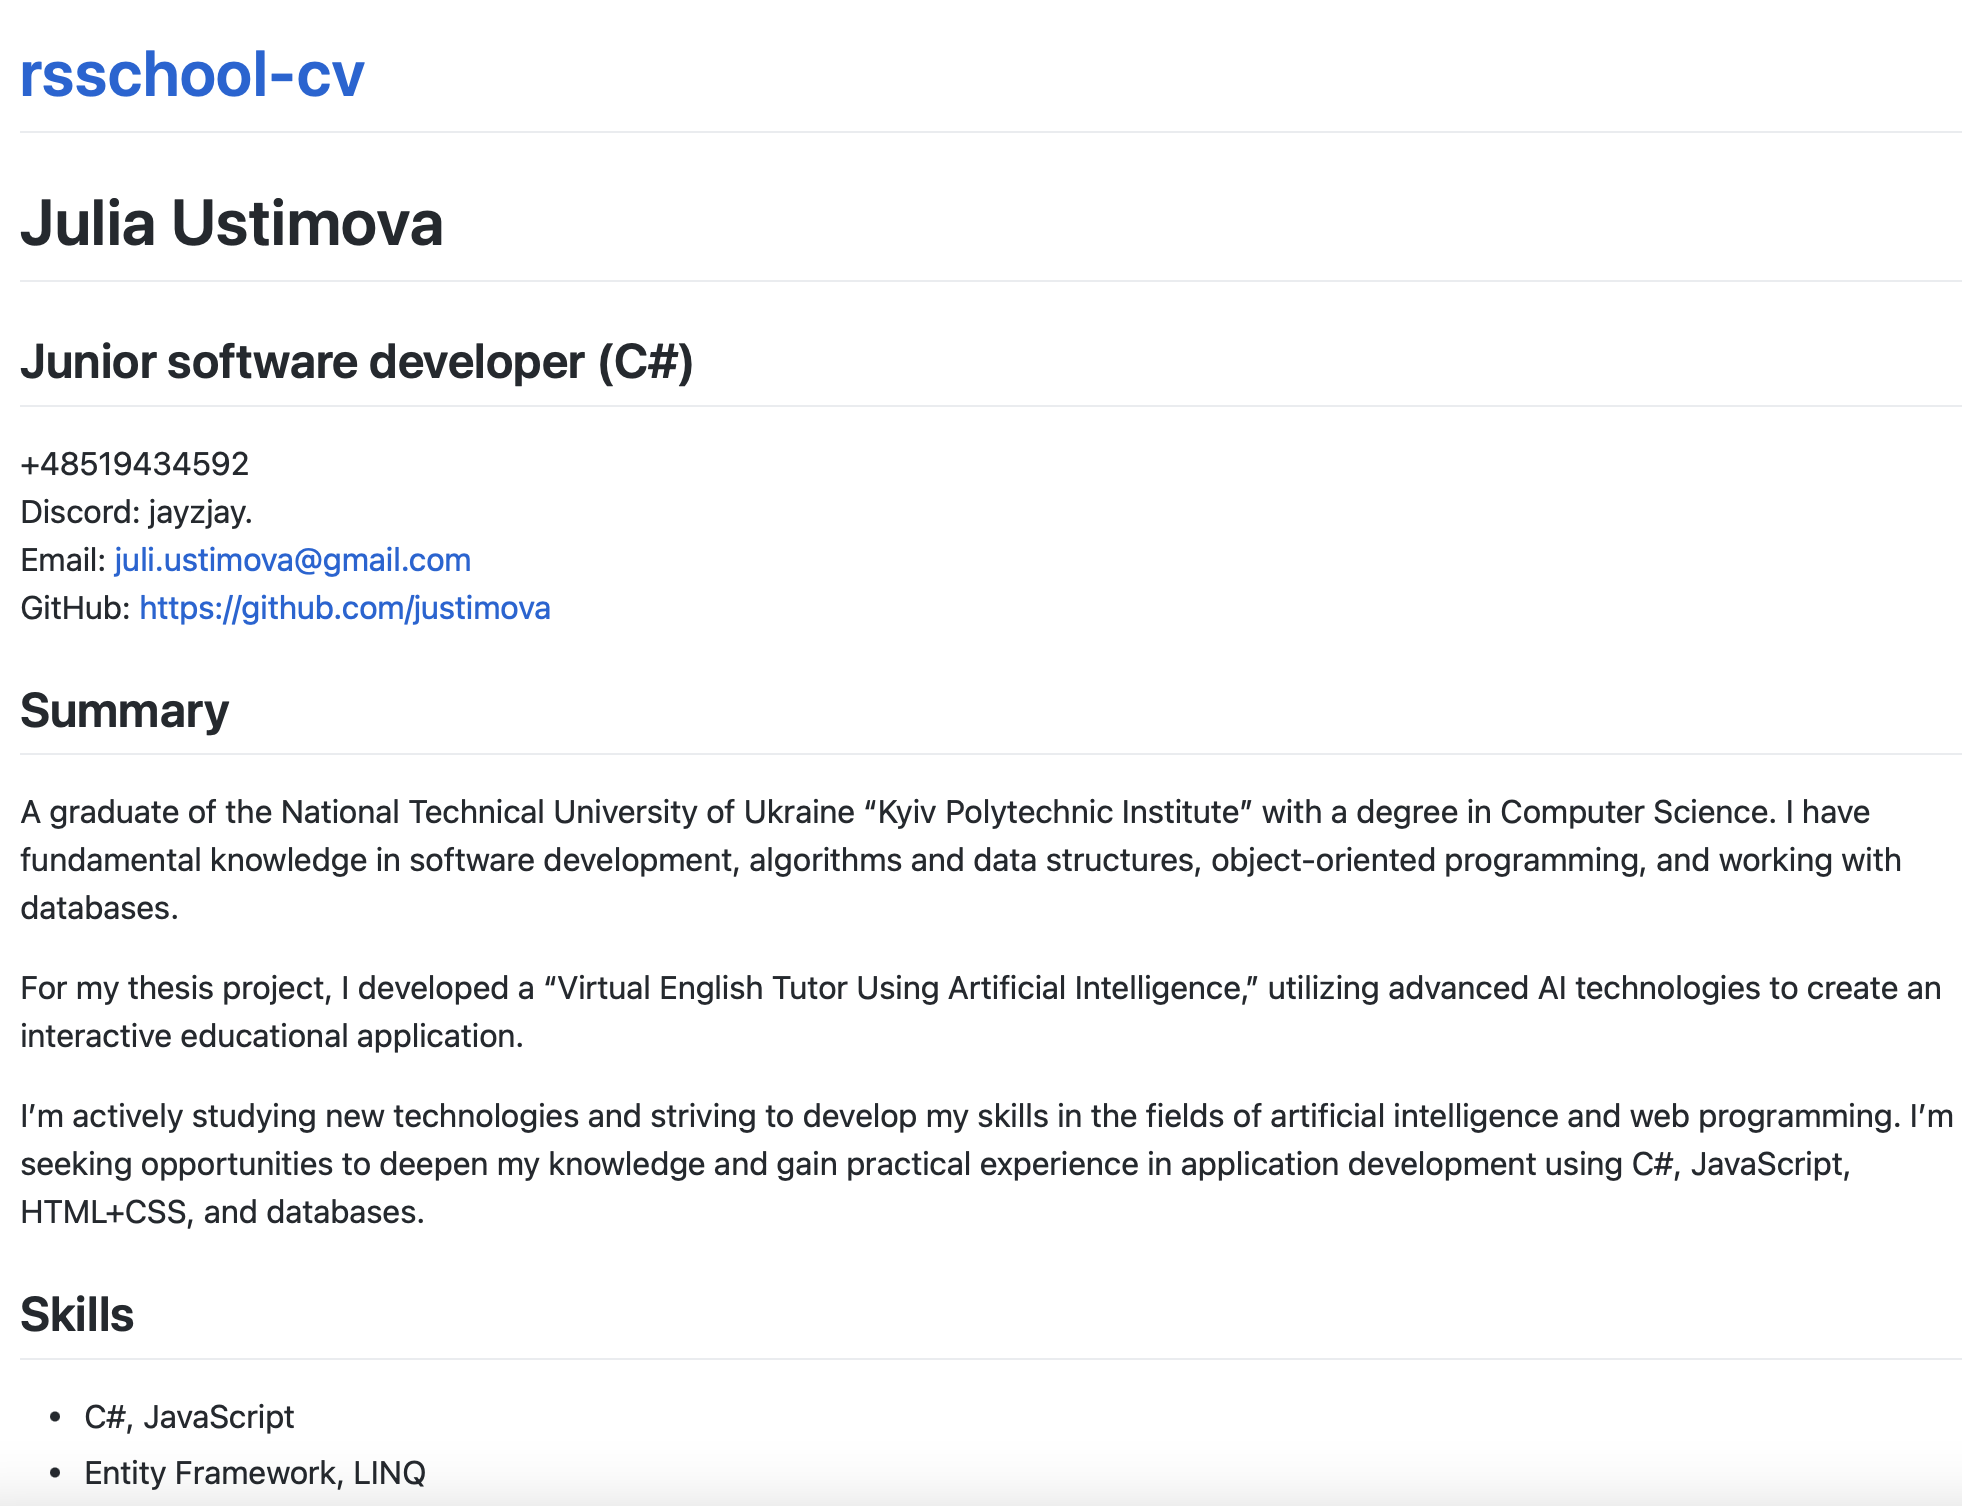 rsschool-cv
Julia Ustimova
Junior software developer (C#)
+48519434592
Discord: jayzjay.
Email: juli.ustimova@gmail.com
GitHub: https://github.com/justimova
Summary
A graduate of the National Technical University of Ukraine “Kyiv Polytechnic Institute” with a degree in Computer Science. I have
fundamental knowledge in software development, algorithms and data structures, object-oriented programming, and working with
databases.
For my thesis project, I developed a “Virtual English Tutor Using Artificial Intelligence,” utilizing advanced AI technologies to create an
interactive educational application.
I’m actively studying new technologies and striving to develop my skills in the fields of artificial intelligence and web programming. I’m
seeking opportunities to deepen my knowledge and gain practical experience in application development using C#, JavaScript,
HTML+CSS, and databases.
Skills
• C#, JavaScript
• Entity Framework, LINQ